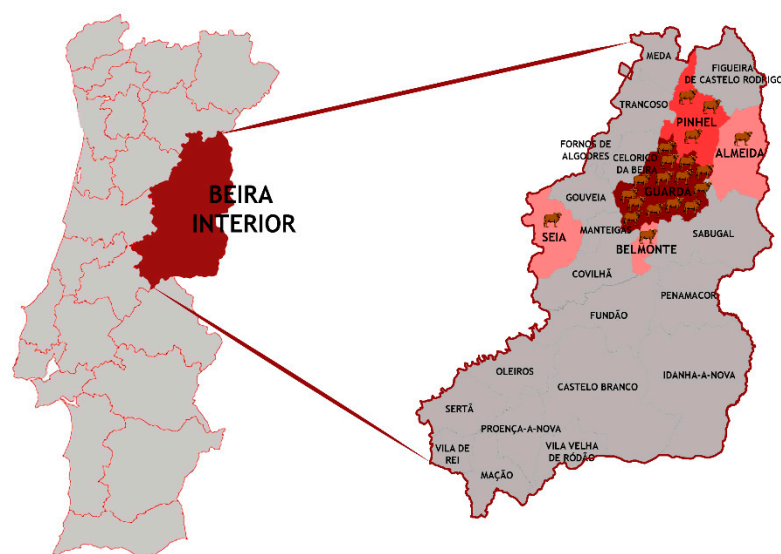 BEIRA
INTERIOR
MEDA
FIGUEIRA
DE CASTELO RODRIGO
TRANCOSO
PINHEL
ALMEIDA
FORNOS DE
ALGODRES
CELORICO
DA BEIRA
GUARDA
GOUVEIA
MANTEIGAS
SEIA
BELMONTE
SABUGAL
COVILHÃ
PENAMACOR
FUNDÃO
OLEIROS
IDANHA-A-NOVA
CASTELO BRANCO
SERTÃ
PROENÇA-A-NOVA
VILA DE
REI
VILA VELHA
DE RÓDÃO
MAÇÃO